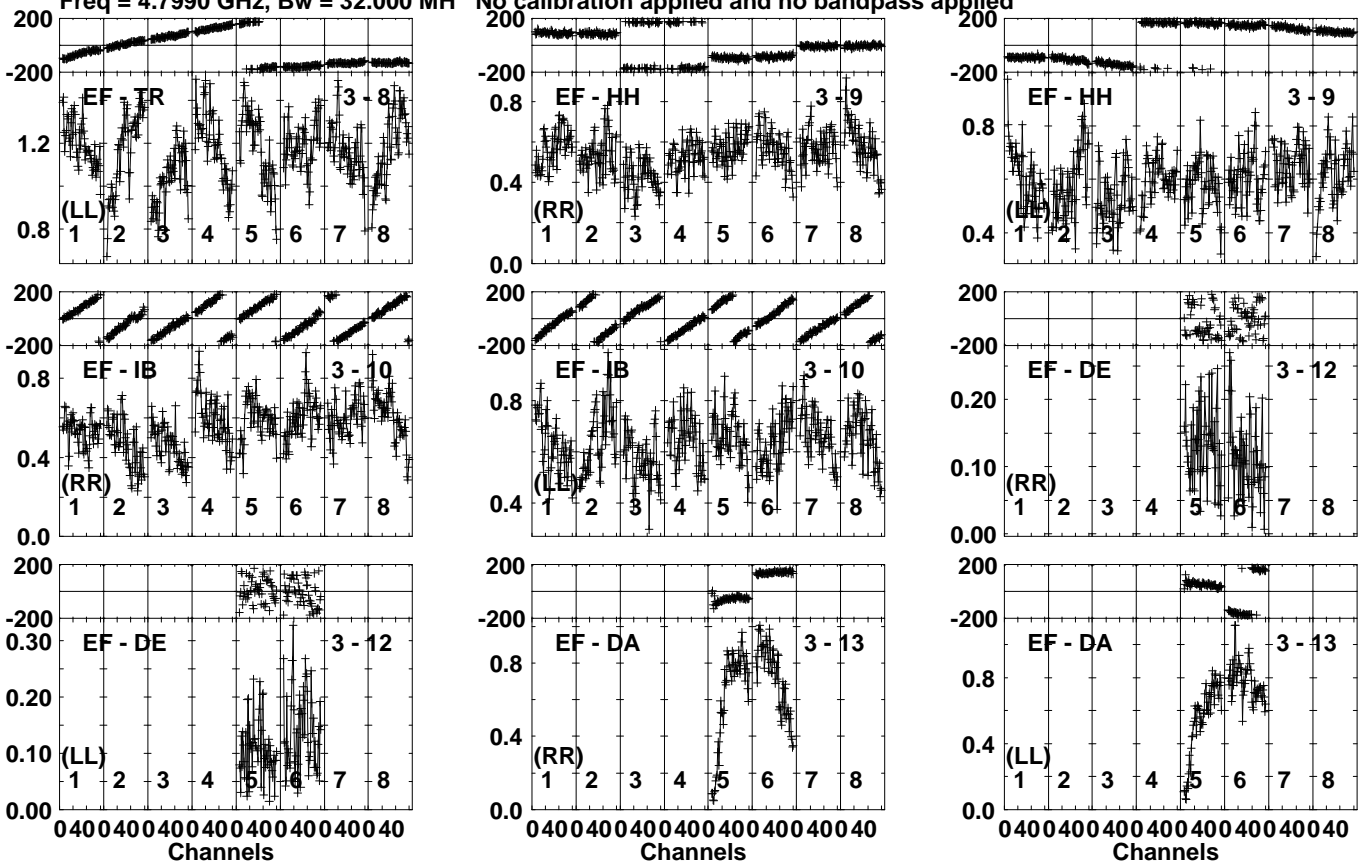 Freq = 4.7990 GHz, Bw = 32.000 MH No calibration applied and no bandpass applied
200
-200
EF - TR 3 - 8
1.2
0.8
(LL)
1 2 3 4 5 6 7 8
200
-200
EF - HH 3 - 9
0.8
0.4
0.0
(RR)
1 2 3 4 5 6 7 8
200
-200
EF - HH 3 - 9
0.8
0.4
(LL)
1 2 3 4 5 6 7 8
200
-200
EF - IB 3 - 10
0.8
0.4
0.0
(RR)
1 2 3 4 5 6 7 8
200
-200
EF - IB 3 - 10
0.8
0.4
(LL)
1 2 3 4 5 6 7 8
200
-200
EF - DE 3 - 12
0.20
0.10
0.00
(RR)
1 2 3 4 5 6 7 8
200
-200
EF - DE 3 - 12
0.30
0.20
0.10
0.00
(LL)
1 2 3 4 5 6 7 8
0 40 0 40 0 40 0 40 0 40 0 40 0 40 0 40
Channels
200
-200
EF - DA 3 - 13
0.8
0.4
0.0
(RR)
1 2 3 4 5 6 7 8
0 40 0 40 0 40 0 40 0 40 0 40 0 40 0 40
Channels
200
-200
EF - DA 3 - 13
0.8
0.4
0.0
(LL)
1 2 3 4 5 6 7 8
0 40 0 40 0 40 0 40 0 40 0 40 0 40 0 40
Channels